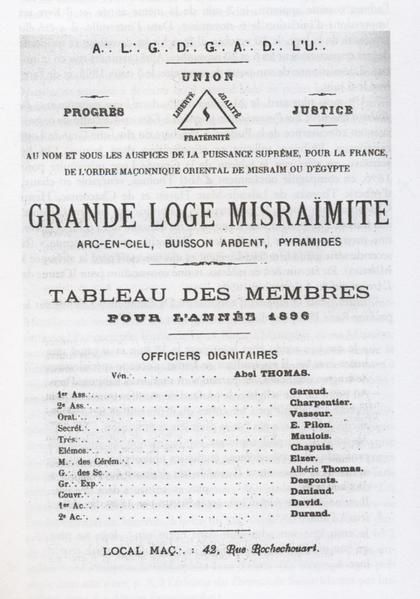 A∴ L∴ G∴ D∴ G∴ A∴ D∴ L'U∴
UNION
PROGRÈS
LIBERTÉ
ÉGALITÉ
FRATERNITÉ
JUSTICE
AU NOM ET SOUS LES AUSPICES DE LA PUISSANCE SUPRÊME, POUR LA FRANCE,
DE L'ORDRE MAÇONNIQUE ORIENTAL DE MISRAÏM OU D'ÉGYPTE
GRANDE LOGE MISRAÏMITE
ARC-EN-CIEL, BUISSON ARDENT, PYRAMIDES
TABLEAU DES MEMBRES
POUR L'ANNÉE 1896
OFFICIERS DIGNITAIRES
Vén∴ . . . . . . . . . . Abel THOMAS.
1er Ass∴ . . . . . . . . . . Garaud.
2e Ass∴ . . . . . . . . . . Charpentier.
Orat∴ . . . . . . . . . . Vasseur.
Secrét∴ . . . . . . . . . . E. Pilon.
Trés∴ . . . . . . . . . . Maulois.
Elémos∴ . . . . . . . . . . Chapuis.
M∴ des Cérém∴ . . . . . . . . . . Elzer.
G∴ des Sc∴ . . . . . . . . . . Albéric Thomas.
Gr∴ Exp∴ . . . . . . . . . . Desponts.
Couvr∴ . . . . . . . . . . Daniaud.
1er Ac∴ . . . . . . . . . . David.
2e Ac∴ . . . . . . . . . . Durand.
LOCAL MAÇ∴ : 42, Rue Rochechouart.